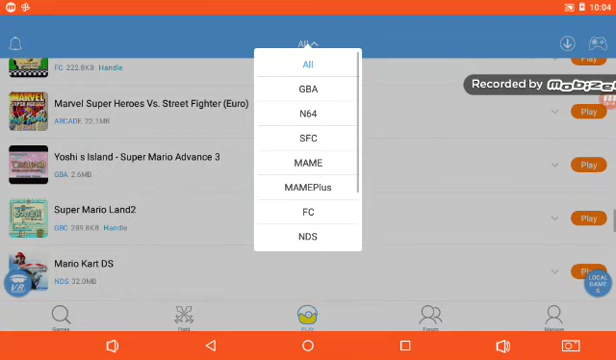 10:04
All
FC 222.8KB Handle
Play
Recorded by
mobizen
Marvel Super Heroes Vs. Street Fighter (Euro)
ARCADE 22.1MB
Play
Yoshi s Island - Super Mario Advance 3
GBA 2.6MB
Play
Super Mario Land2
GBC 289.8KB Handle
Play
Mario Kart DS
NDS 32.0MB
All
GBA
N64
SFC
MAME
MAMEPlus
FC
NDS
VR
LOCAL
GAME
S
Games
Fight
PLAY
Forum
Manage